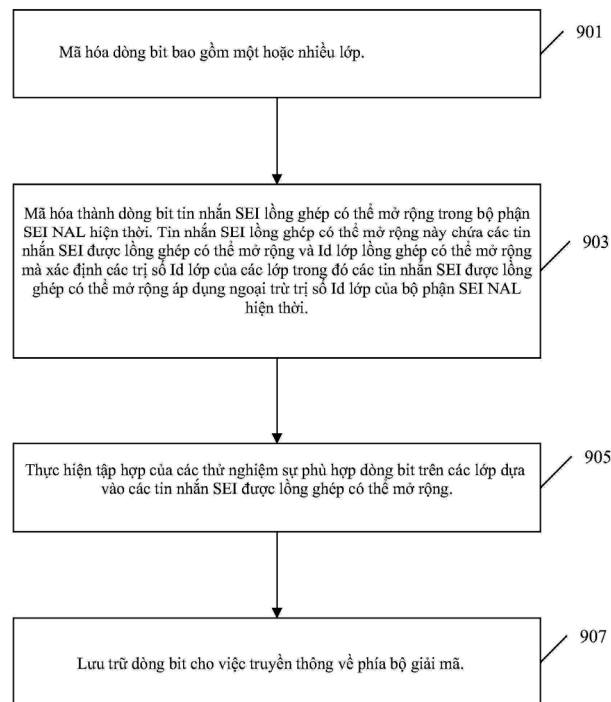 Mã hóa dòng bit bao gồm một hoặc nhiều lớp.
901
Mã hóa thành dòng bit tin nhắn SEI lồng ghép có thể mở rộng trong bộ phận
SEI NAL hiện thời. Tin nhắn SEI lồng ghép có thể mở rộng này chứa các tin
nhắn SEI được lồng ghép có thể mở rộng và Id lớp lồng ghép có thể mở rộng
mà xác định các trị số Id lớp của các lớp trong đó các tin nhắn SEI được lồng
ghép có thể mở rộng áp dụng ngoại trừ trị số Id lớp của bộ phận SEI NAL
hiện thời.
903
Thực hiện tập hợp của các thử nghiệm sự phù hợp dòng bit trên các lớp dựa
vào các tin nhắn SEI được lồng ghép có thể mở rộng.
905
Lưu trữ dòng bit cho việc truyền thông về phía bộ giải mã.
907